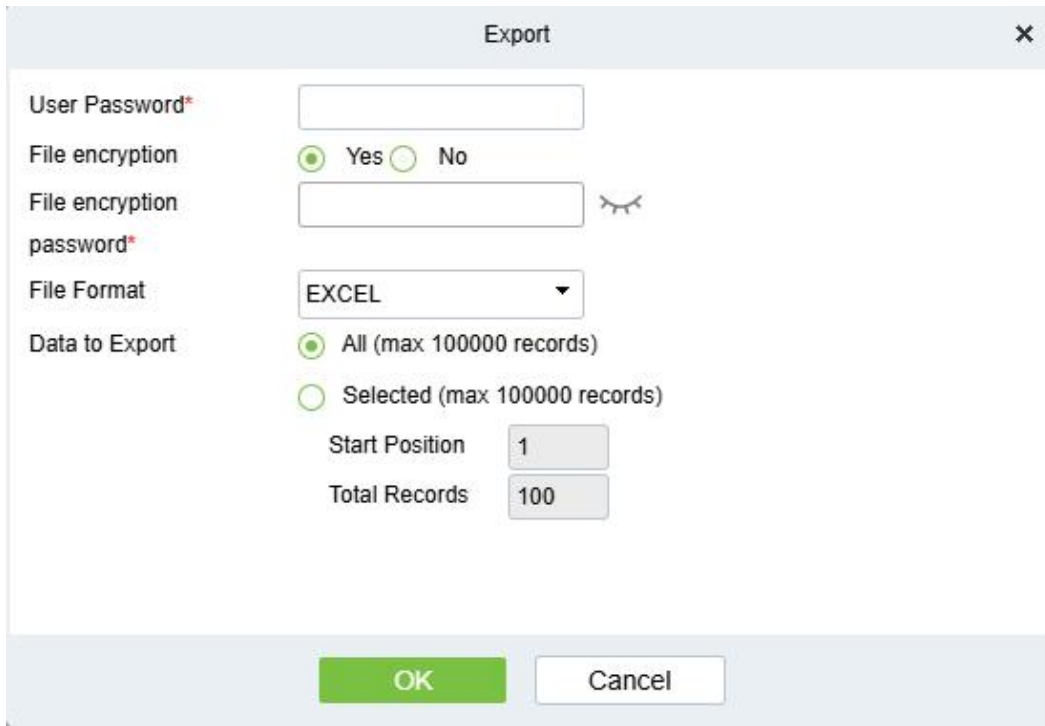 Export
User Password*
File encryption Yes No
File encryption
password*
File Format EXCEL
Data to Export All (max 100000 records)
Selected (max 100000 records)
Start Position 1
Total Records 100
OK Cancel